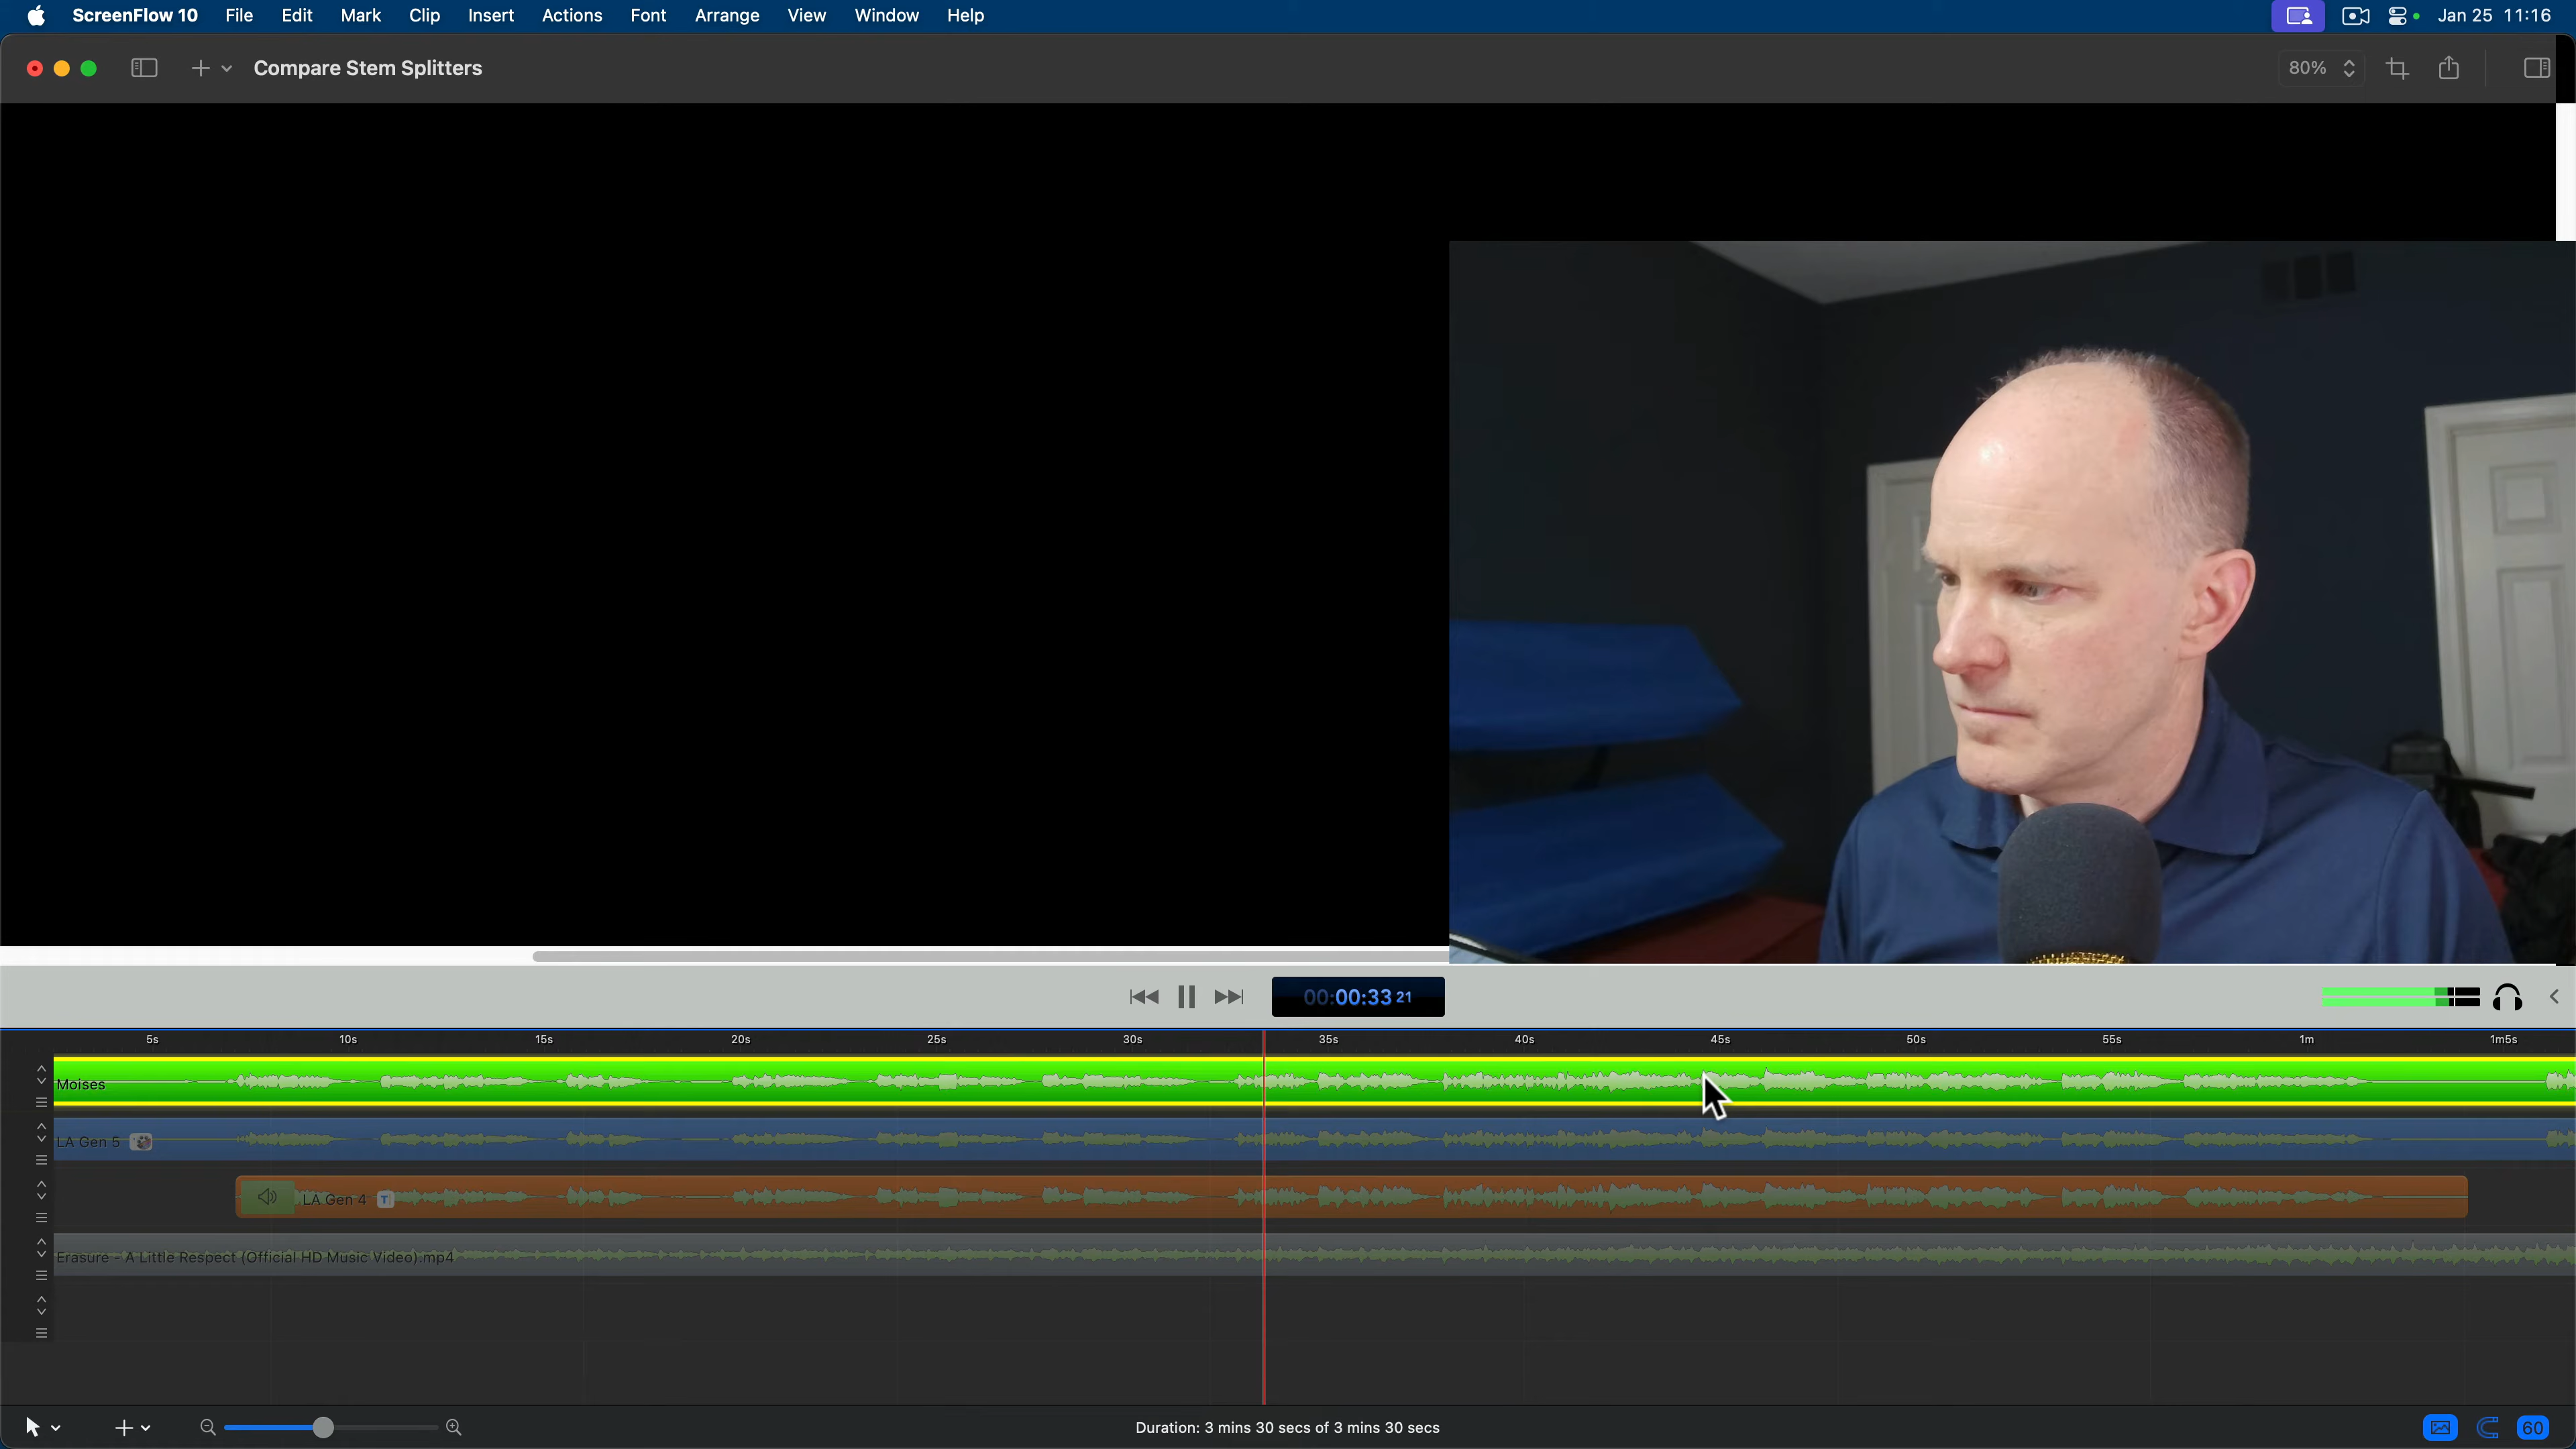 ScreenFlow 10 File Edit Mark Clip Insert Actions Font Arrange View Window Help Jan 25 11:16
Compare Stem Splitters 80%
00:00:33 21
5s 10s 15s 20s 25s 30s 35s 40s 45s 50s 55s 1m 1m5s
Moises
LA Gen 5
LA Gen 4 T
Erasure - A Little Respect (Official HD Music Video).mp4
Duration: 3 mins 30 secs of 3 mins 30 secs 60